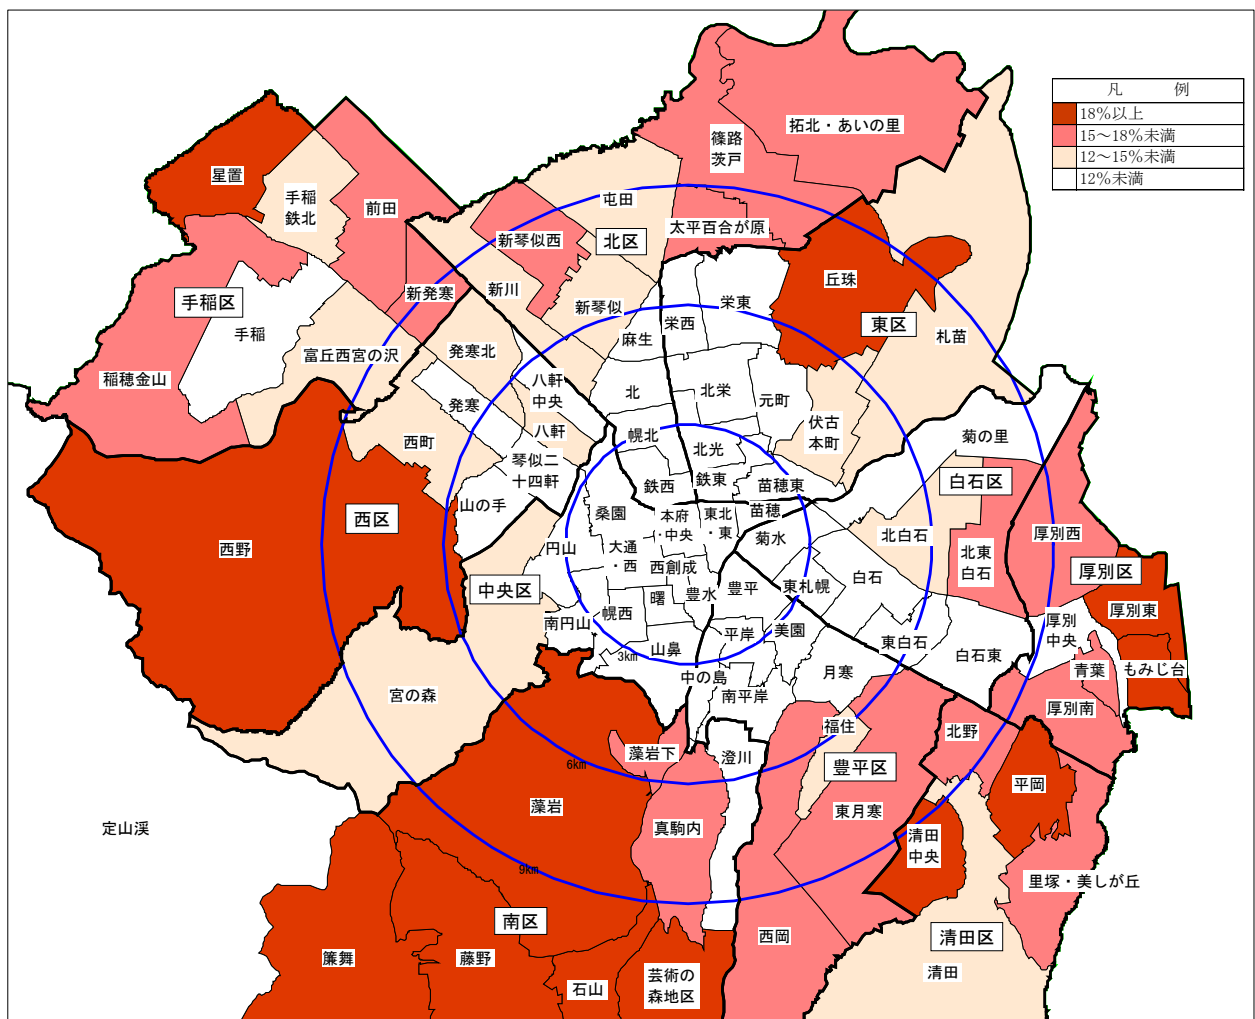 凡　例
18%以上
15～18%未満
12～15%未満
12%未満
拓北・あいの里
篠路
茨戸
星置
手稲
鉄北
前田
屯田
太平百合が原
新琴似西
北区
丘珠
手稲区
新発寒
新川
新琴似
栄東
栄西
東区
手稲
麻生
札苗
富丘西宮の沢
発寒北
稲穂金山
八軒
中央
北
北栄
元町
発寒
伏古
本町
西町
八軒
幌北
北光
菊の里
琴似二
十四軒
鉄西
鉄東
苗穂東
白石区
山の手
西区
桑園
本府
・中央
東北
・東
苗穂
北白石
厚別西
西野
円山
大通
・西
西創成
菊水
北東
白石
厚別区
中央区
曙
豊水
豊平
東札幌
白石
厚別東
南円山
幌西
平岸
美園
東白石
厚別
中央
山鼻
3km
白石東
青葉
もみじ台
中の島
南平岸
月寒
宮の森
厚別南
福住
北野
藻岩下
澄川
6km
豊平区
平岡
藻岩
東月寒
定山渓
真駒内
清田
中央
9km
里塚・美しが丘
南区
西岡
清田区
簾舞
藤野
石山
芸術の
森地区
清田